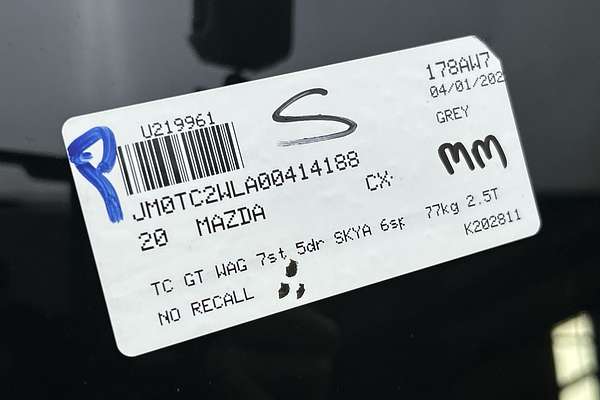 U219961
S
178AW7
04/01/202
GREY
P
JM0TC2WLA00414188
MM
20 MAZDA CX-
TC GT WAG 7st 5dr SKYA 6sp 77kg 2.5T
NO RECALL
K202811